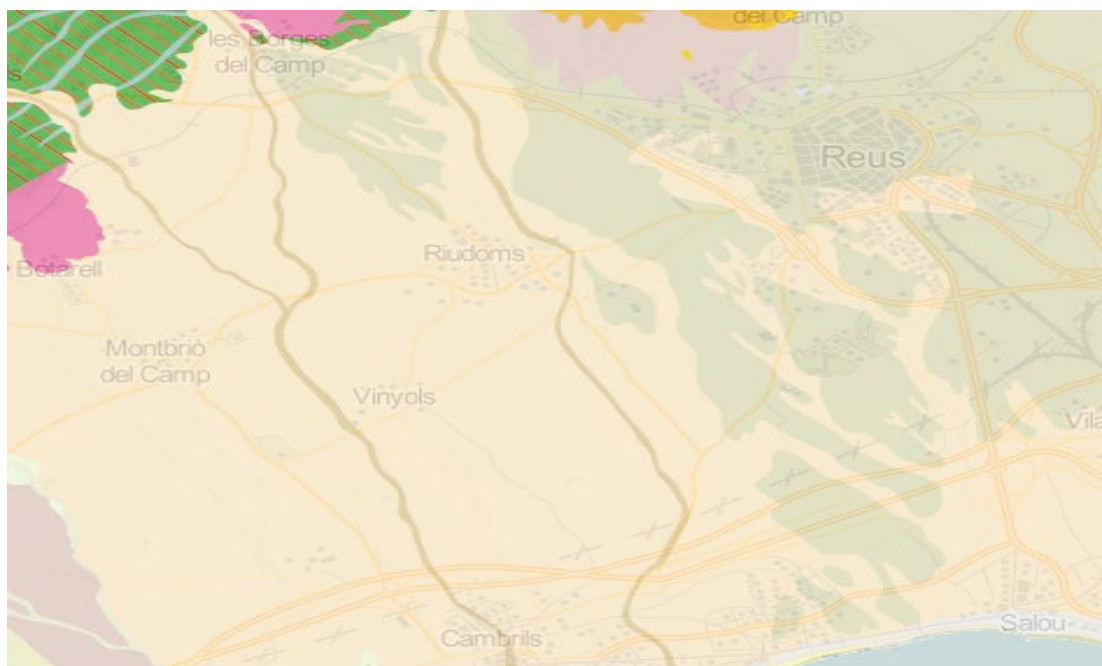 del Camp
les Borges
del Camp
s
Reus
Riudoms
Botarell
Montbrió
del Camp
Vinyols
Vila
Cambrils
Salou